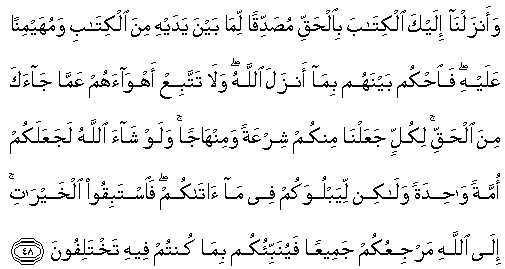 وَأَنزَلْنَآ إِلَيْكَ ٱلْكِتَـٰبَ بِٱلْحَقِّ مُصَدِّقًا لِّمَا بَيْنَ يَدَيْهِ مِنَ ٱلْكِتَـٰبِ وَمُهَيْمِنًا
عَلَيْهِ ۖ فَٱحْكُم بَيْنَهُم بِمَآ أَنزَلَ ٱللَّهُ ۖ وَلَا تَتَّبِعْ أَهْوَآءَهُمْ عَمَّا جَآءَكَ
مِنَ ٱلْحَقِّ ۚ لِكُلٍّ جَعَلْنَا مِنكُمْ شِرْعَةً وَمِنْهَاجًا ۚ وَلَوْ شَآءَ ٱللَّهُ لَجَعَلَكُمْ
أُمَّةً وَٰحِدَةً وَلَـٰكِن لِّيَبْلُوَكُمْ فِى مَآ ءَاتَىٰكُمْ ۖ فَٱسْتَبِقُوا۟ ٱلْخَيْرَٰتِ ۚ
إِلَى ٱللَّهِ مَرْجِعُكُمْ جَمِيعًا فَيُنَبِّئُكُم بِمَا كُنتُمْ فِيهِ تَخْتَلِفُونَ ٤٨